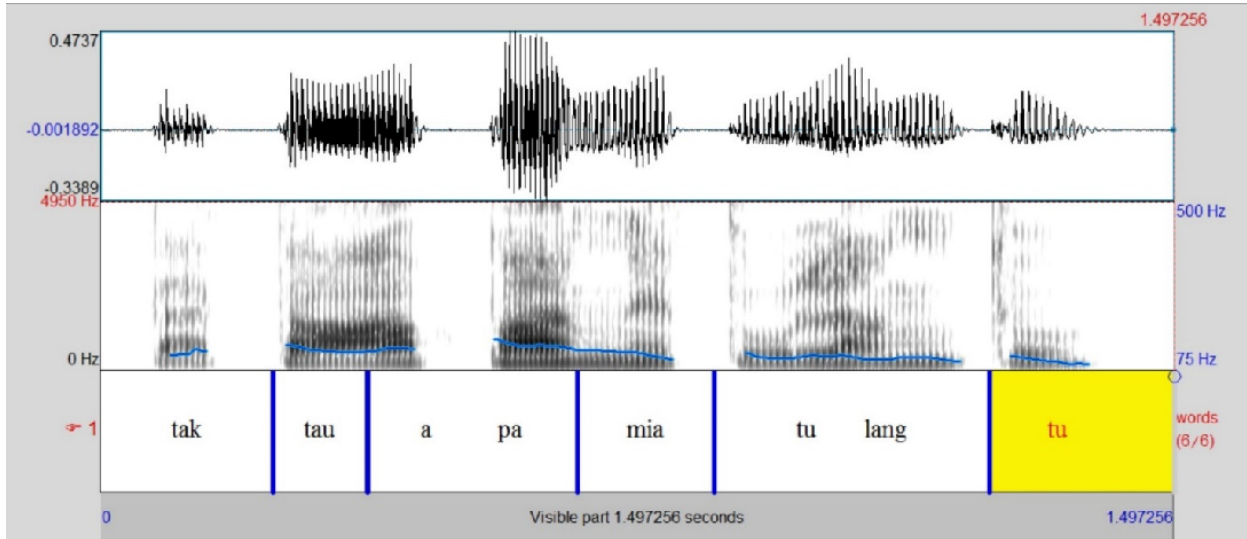 1.497256
0.4737
-0.001892
-0.3389
4950 Hz
500 Hz
0 Hz
75 Hz
☞ 1 tak tau a pa mia tu lang tu words
(6/6)
0 Visible part 1.497256 seconds 1.497256